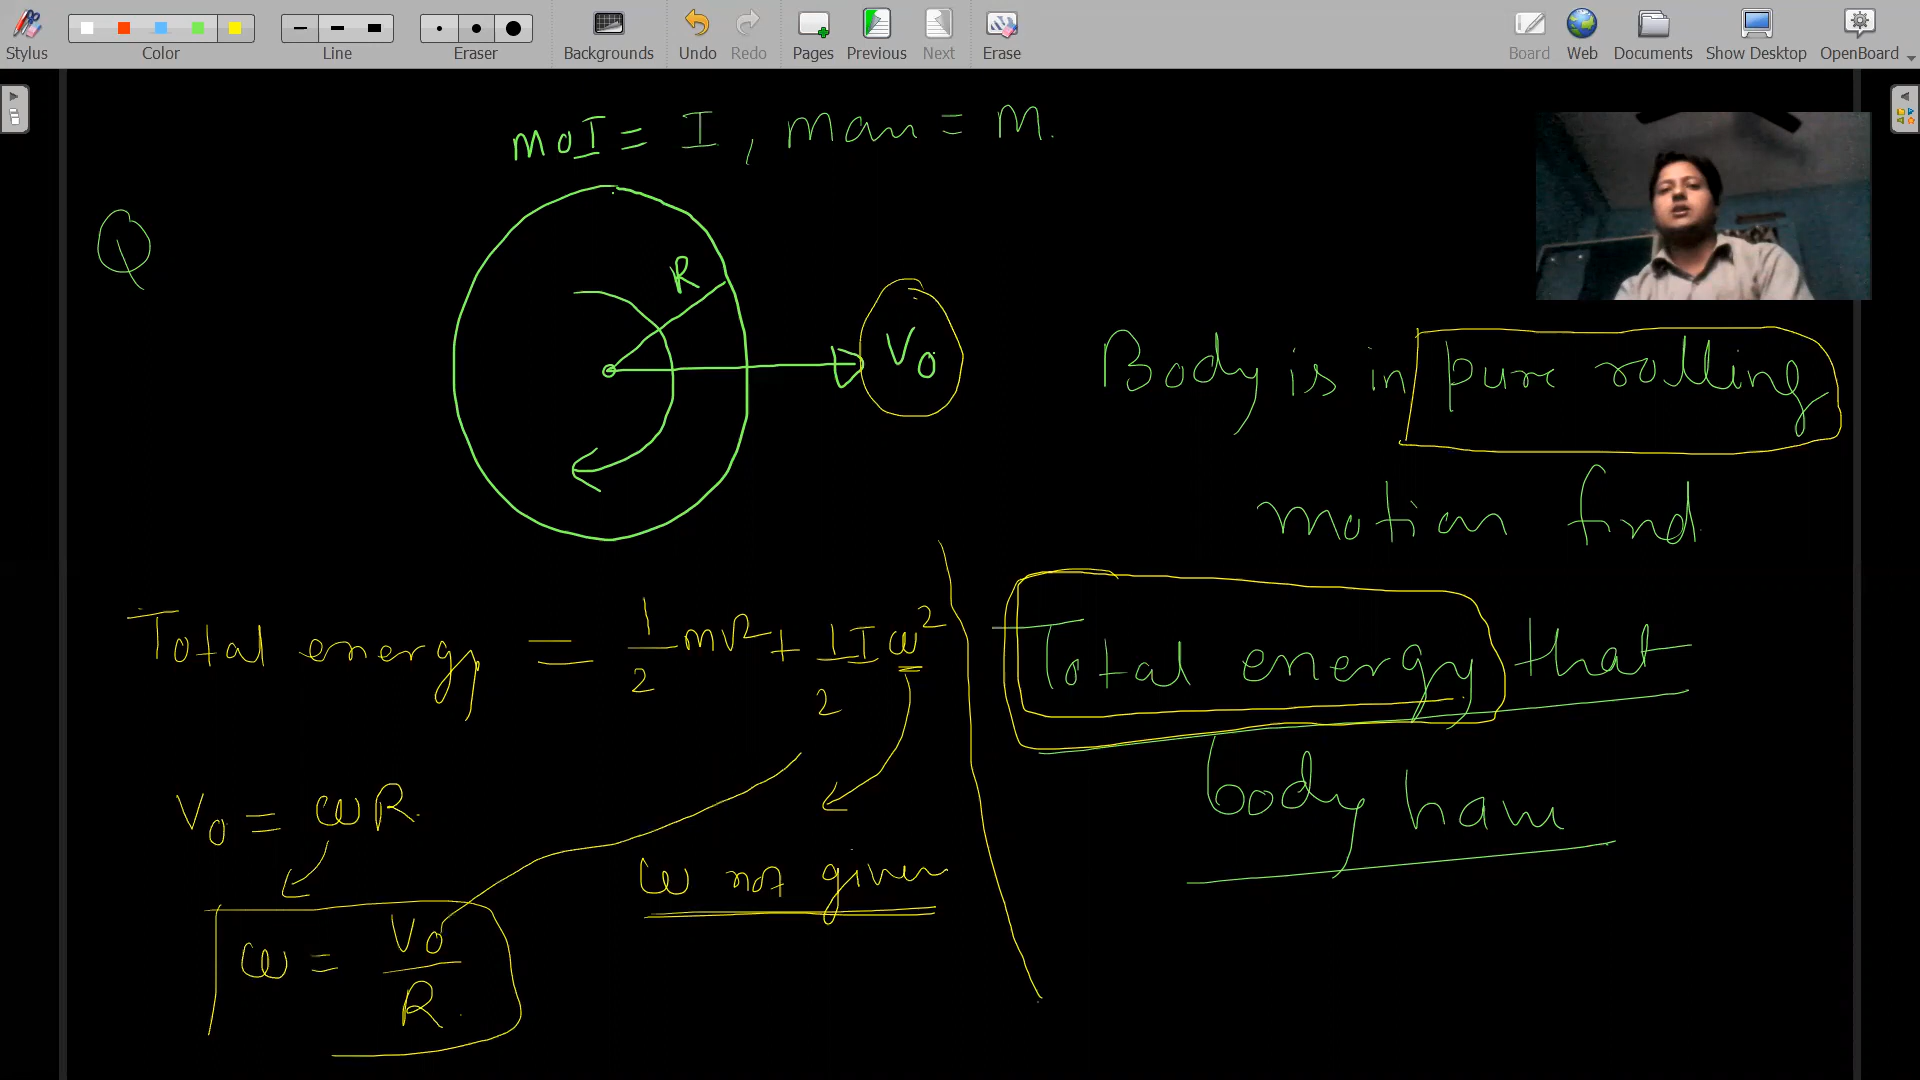 Stylus
Color
Line
Eraser
Backgrounds
Undo
Redo
Pages
Previous
Next
Erase
Board
Web
Documents
Show Desktop
OpenBoard
MOI = I, man = M.
Q
R
V₀
Body is in pure rolling
motion find
Total energy that
body have
Total energy = 1/2 mv² + 1/2 I ω²
V₀ = ωR.
ω not given
ω = V₀/R.